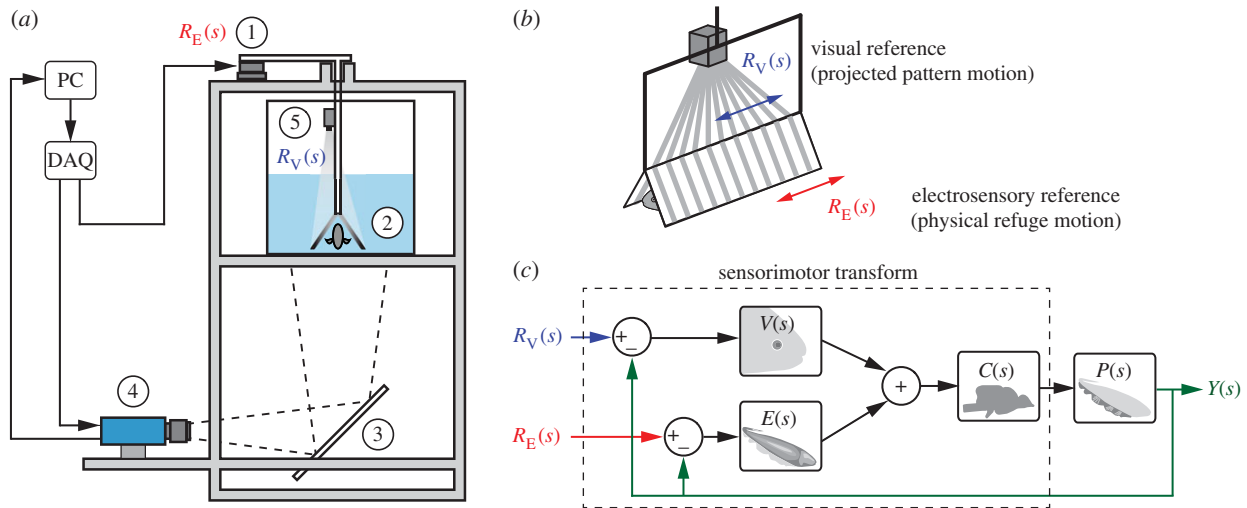 (a)
R_E(s)
1
PC
DAQ
5
R_V(s)
2
4
3
(b)
R_V(s)
visual reference
(projected pattern motion)
R_E(s)
electrosensory reference
(physical refuge motion)
(c)
sensorimotor transform
R_V(s)
+
–
V(s)
R_E(s)
+
–
E(s)
+
C(s)
P(s)
Y(s)